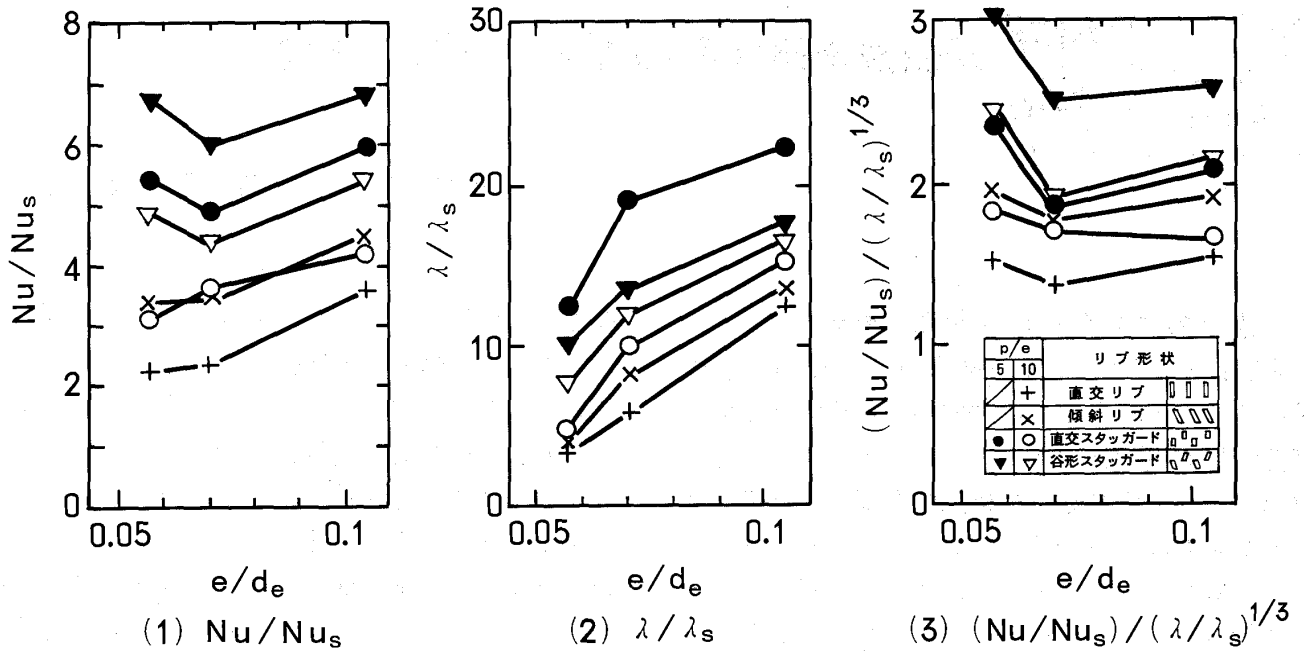 8
6
4
2
0
Nu/Nus
0.05
0.1
e/de
(1) Nu/Nus
30
20
10
0
λ/λs
0.05
0.1
e/de
(2) λ/λs
3
2
1
0
(Nu/Nus)/(λ/λs)1/3
p/e
リブ形状
5
10
直交リブ
傾斜リブ
直交スタッガード
谷形スタッガード
0.05
0.1
e/de
(3) (Nu/Nus)/(λ/λs)1/3